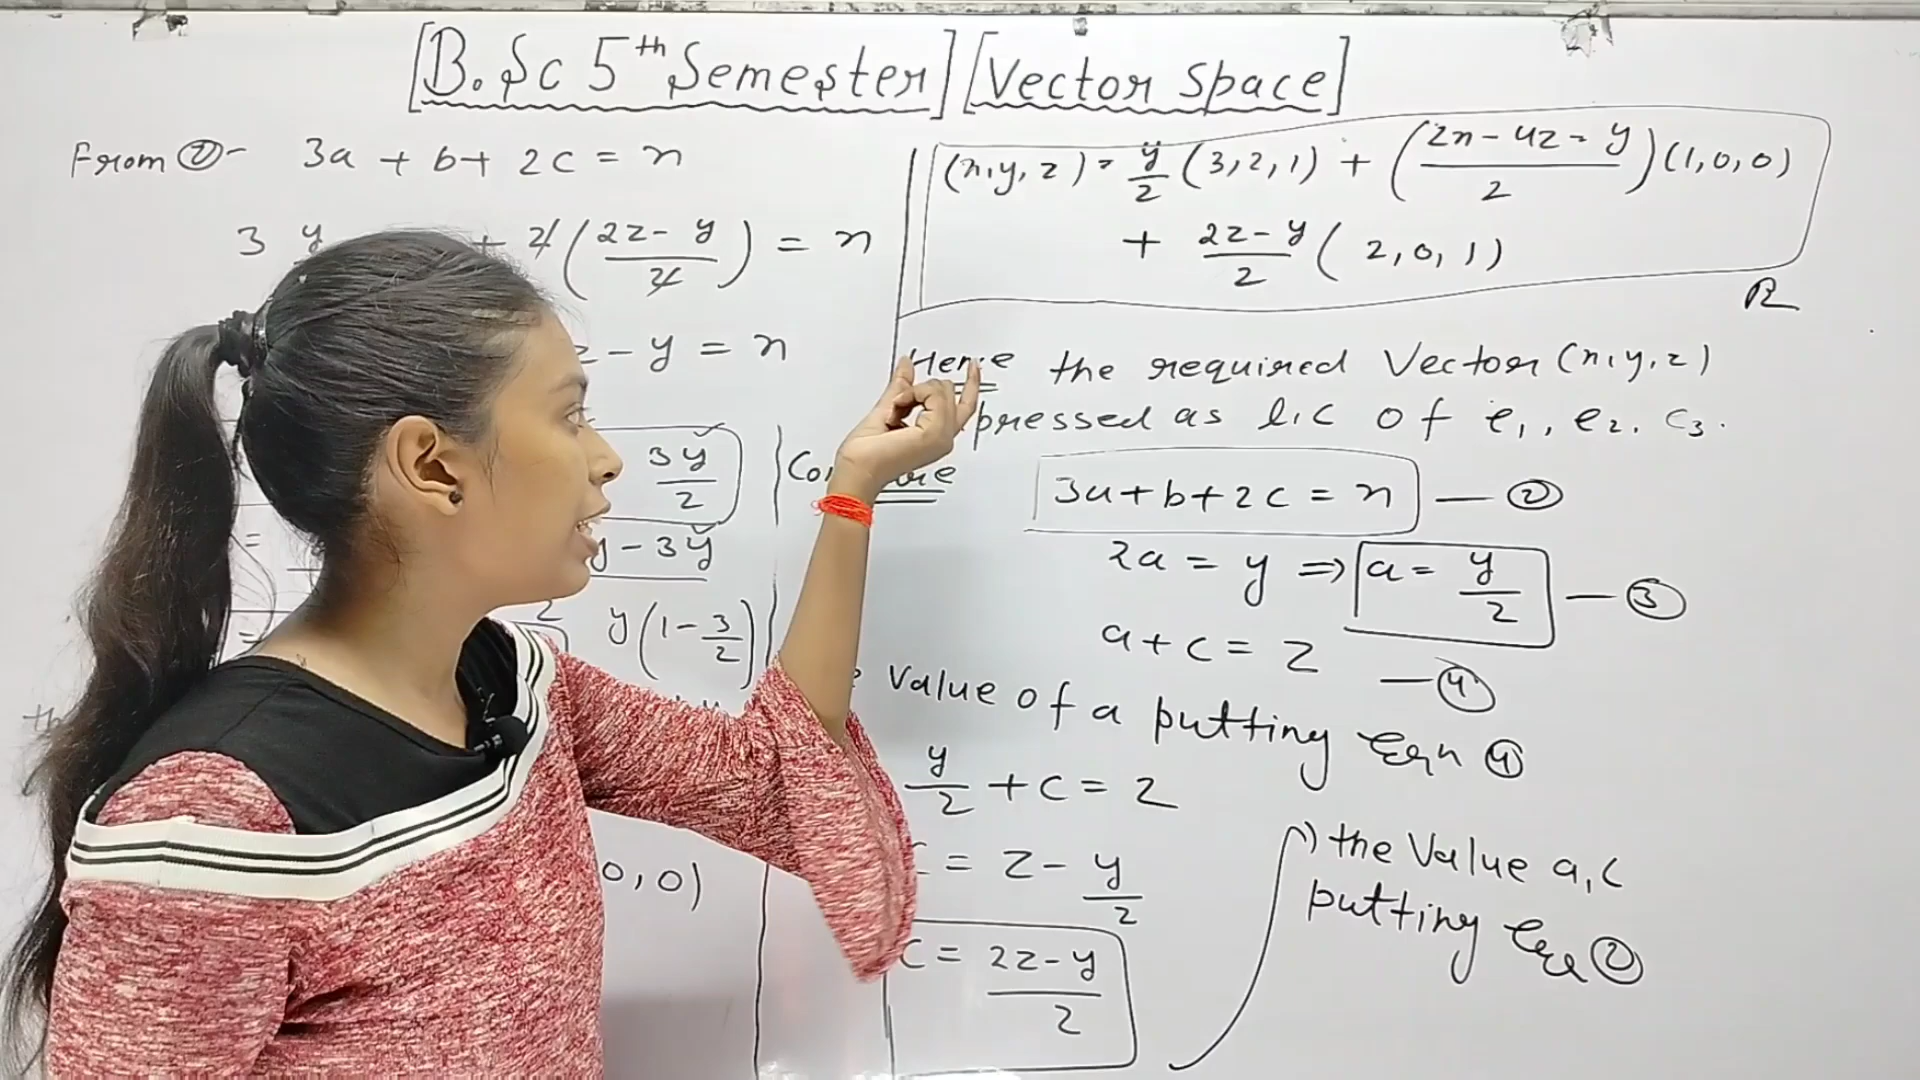 [B.Sc 5th Semester] [Vector Space]
From ② - 3a + b + 2c = x
3 y + 2(2z - y / 2) = x
z - y = x
3y / 2
y - 3y
y(1 - 3/2)
0, 0)
(x, y, z) = y/2 (3, 2, 1) + (2x - 4z - y / 2)(1, 0, 0)
+ 2z - y / 2 (2, 0, 1)
Hence the required Vector (x, y, z)
pressed as l.c of e1, e2, e3.
3a + b + 2c = x — ②
2a = y ⇒ a = y/2 — ③
a + c = z — ④
Value of a putting Eqn ④
y/2 + c = z
c = z - y/2
c = 2z - y / 2
the Value a, c
putting Eqn ②